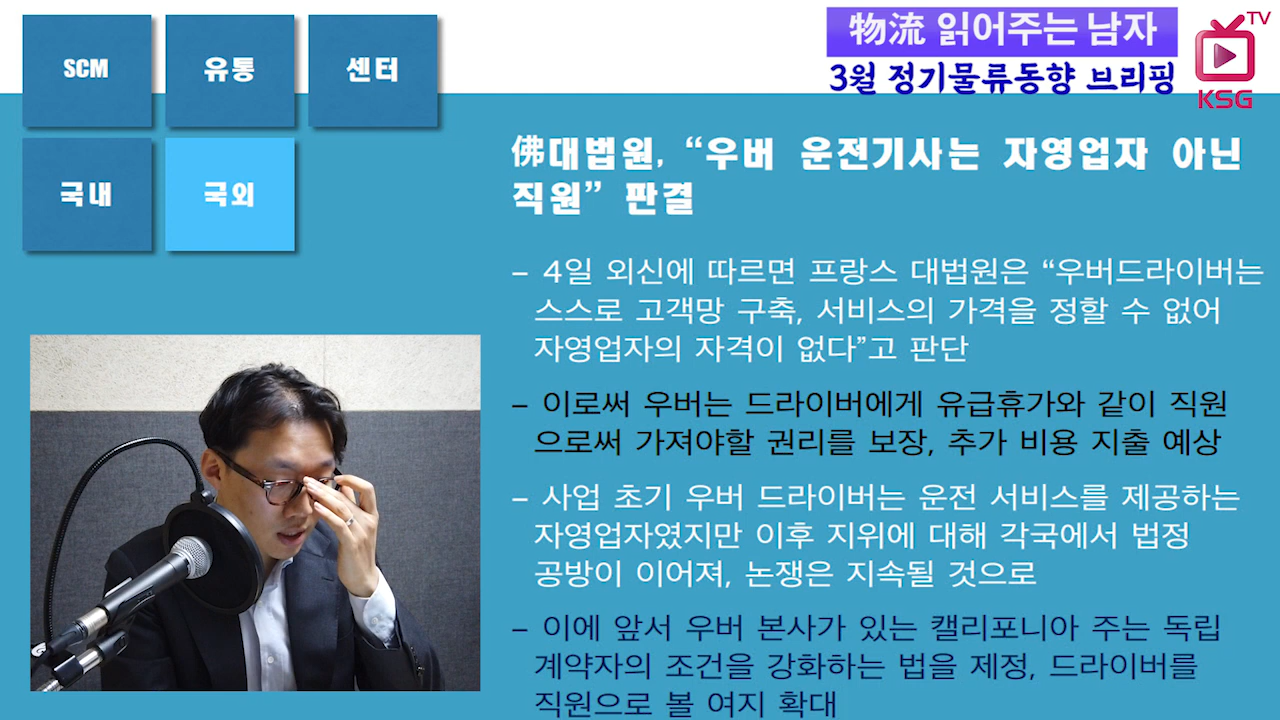 SCM
유통
센터
국내
국외
物流 읽어주는 남자
3월 정기물류동향 브리핑
TV
KSG
佛대법원, “우버 운전기사는 자영업자 아닌
직원” 판결
– 4일 외신에 따르면 프랑스 대법원은 “우버드라이버는
스스로 고객망 구축, 서비스의 가격을 정할 수 없어
자영업자의 자격이 없다”고 판단
– 이로써 우버는 드라이버에게 유급휴가와 같이 직원
으로써 가져야할 권리를 보장, 추가 비용 지출 예상
– 사업 초기 우버 드라이버는 운전 서비스를 제공하는
자영업자였지만 이후 지위에 대해 각국에서 법정
공방이 이어져, 논쟁은 지속될 것으로
– 이에 앞서 우버 본사가 있는 캘리포니아 주는 독립
계약자의 조건을 강화하는 법을 제정, 드라이버를
직원으로 볼 여지 확대